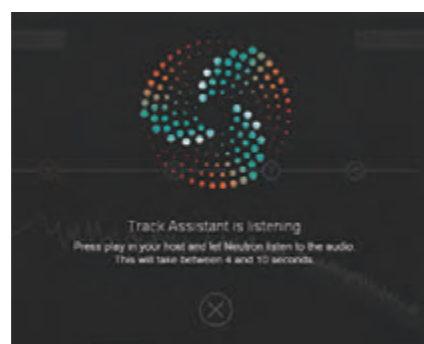 Track Assistant is listening
Press play in your host and let Neutron listen to the audio.
This will take between 4 and 10 seconds.